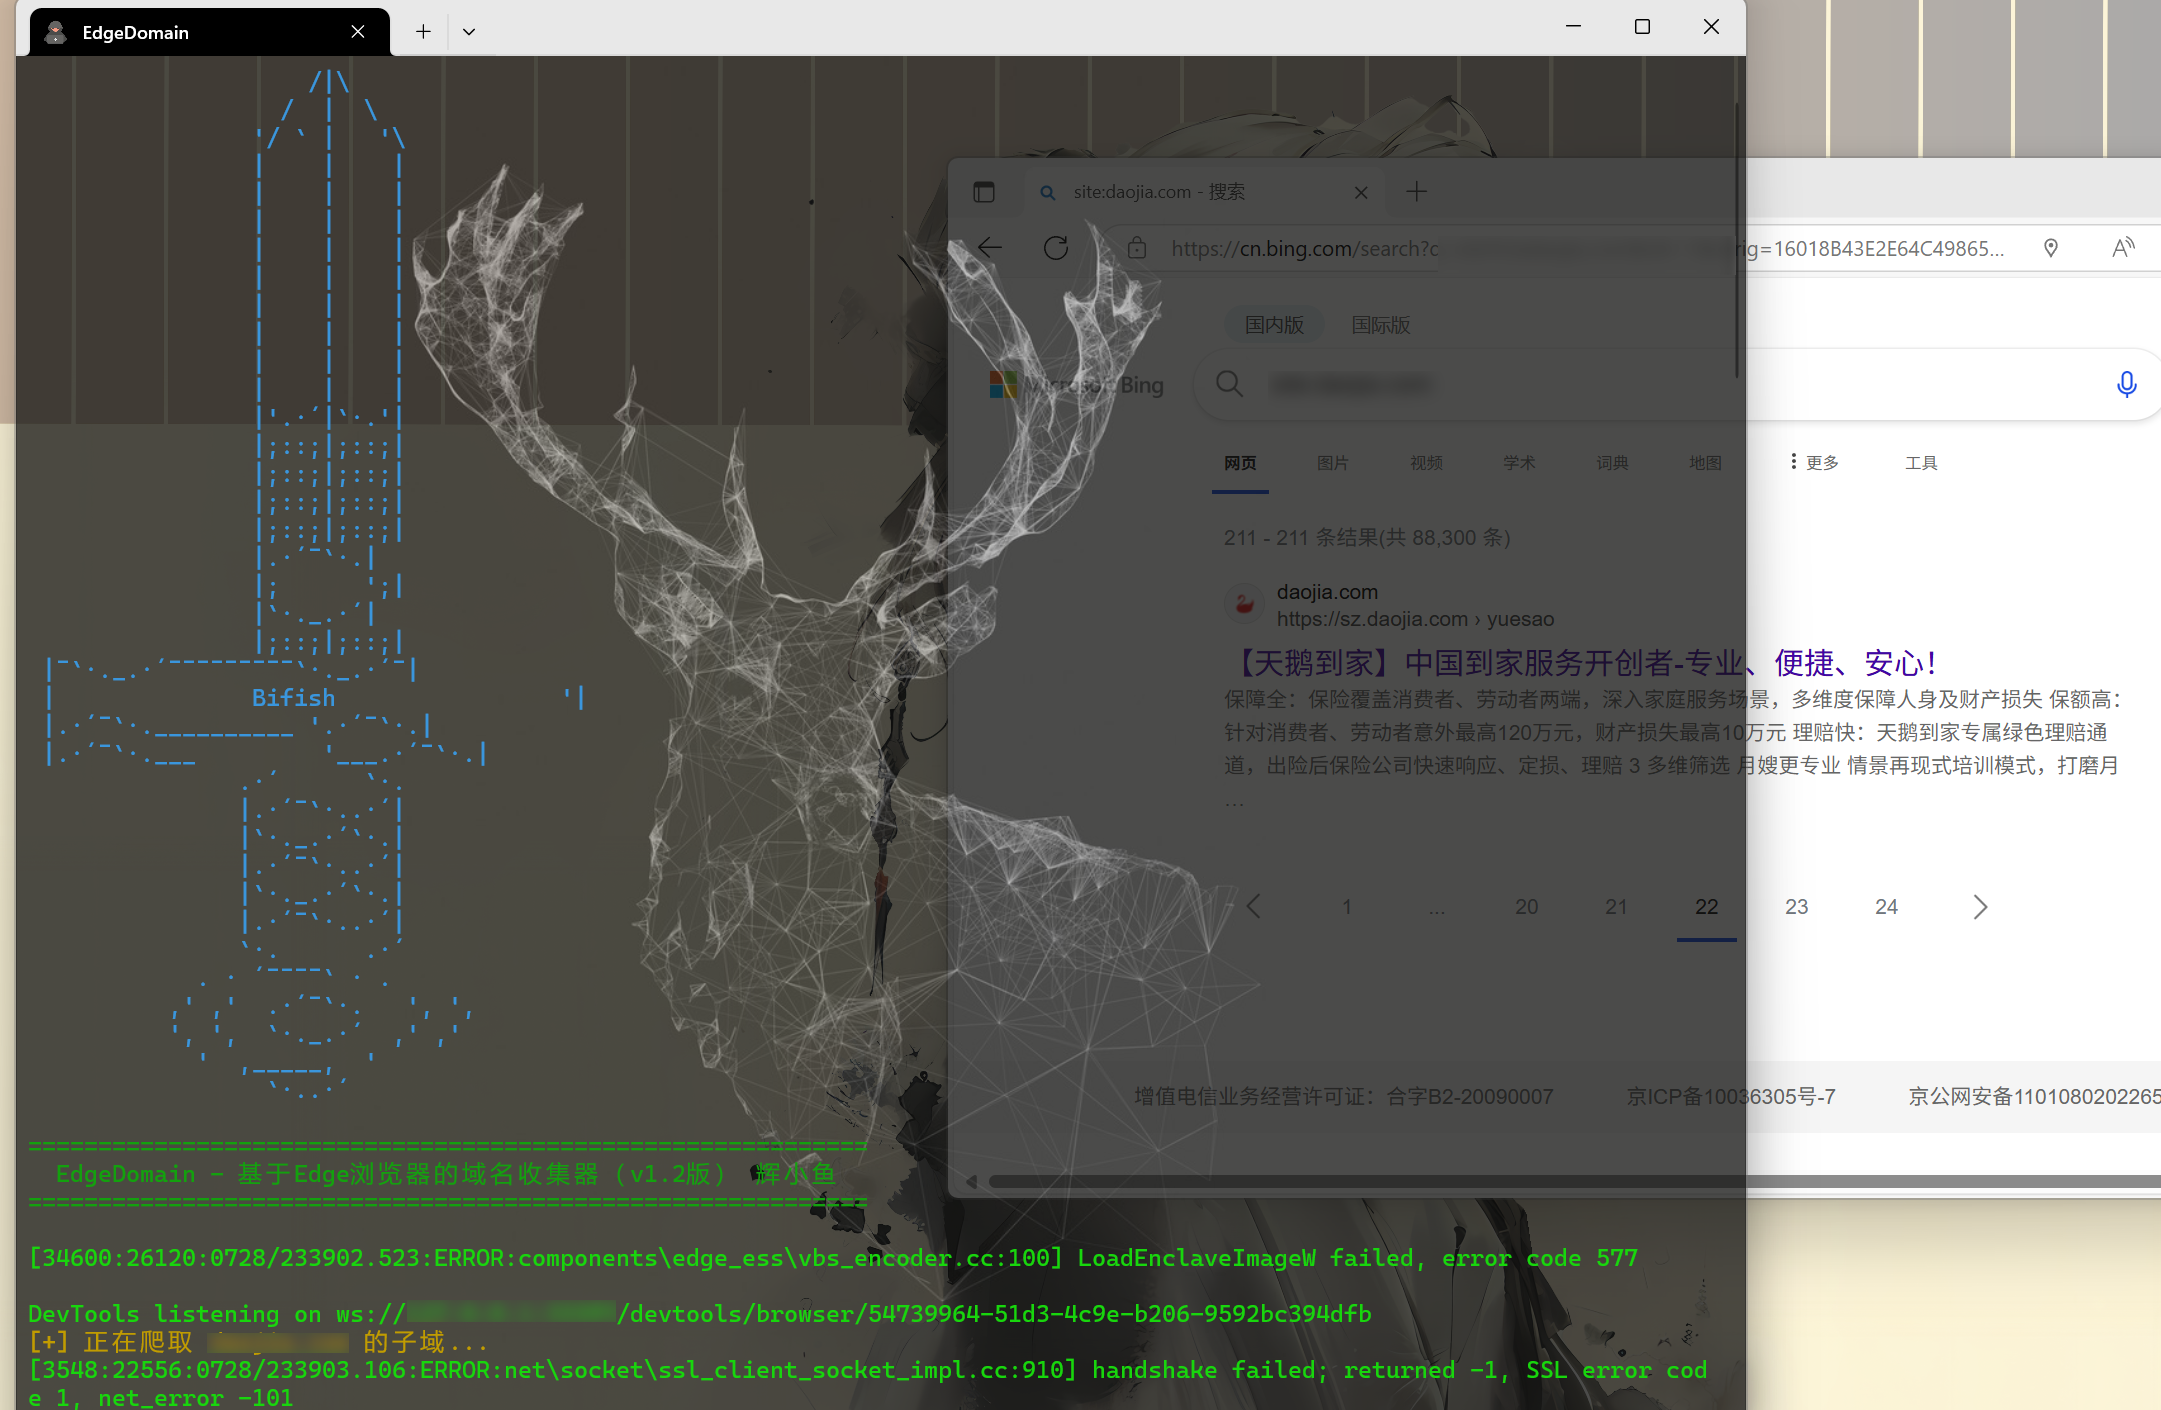 EdgeDomain
site:daojia.com - 搜索
https://cn.bing.com/search?q
rig=16018B43E2E64C49865...
国内版 国际版
Microsoft Bing
网页 图片 视频 学术 词典 地图 更多 工具
211 - 211 条结果(共 88,300 条)
daojia.com
https://sz.daojia.com › yuesao
【天鹅到家】中国到家服务开创者-专业、便捷、安心！
保障全：保险覆盖消费者、劳动者两端，深入家庭服务场景，多维度保障人身及财产损失 保额高：
针对消费者、劳动者意外最高120万元，财产损失最高10万元 理赔快：天鹅到家专属绿色理赔通
道，出险后保险公司快速响应、定损、理赔 3 多维筛选 月嫂更专业 情景再现式培训模式，打磨月
...
1 ... 20 21 22 23 24
增值电信业务经营许可证：合字B2-20090007 京ICP备10036305号-7 京公网安备1101080202265
Bifish
EdgeDomain - 基于Edge浏览器的域名收集器（v1.2版） 辉小鱼
[34600:26120:0728/233902.523:ERROR:components\edge_ess\vbs_encoder.cc:100] LoadEnclaveImageW failed, error code 577
DevTools listening on ws:// /devtools/browser/54739964-51d3-4c9e-b206-9592bc394dfb
[+] 正在爬取 的子域...
[3548:22556:0728/233903.106:ERROR:net\socket\ssl_client_socket_impl.cc:910] handshake failed; returned -1, SSL error cod
e 1, net_error -101